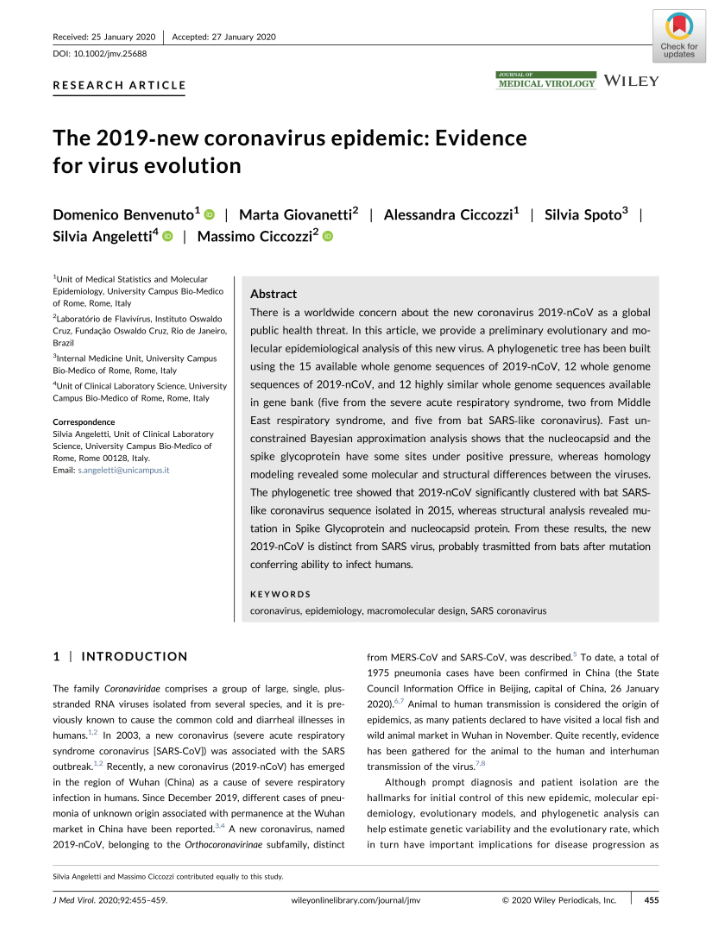 Received: 25 January 2020 | Accepted: 27 January 2020
DOI: 10.1002/jmv.25688
Check for
updates
RESEARCH ARTICLE
JOURNAL OF
MEDICAL VIROLOGY WILEY
The 2019-new coronavirus epidemic: Evidence
for virus evolution
Domenico Benvenuto1 | Marta Giovanetti2 | Alessandra Ciccozzi1 | Silvia Spoto3 |
Silvia Angeletti4 | Massimo Ciccozzi2
1Unit of Medical Statistics and Molecular
Epidemiology, University Campus Bio-Medico
of Rome, Rome, Italy
2Laboratório de Flavivírus, Instituto Oswaldo
Cruz, Fundação Oswaldo Cruz, Rio de Janeiro,
Brazil
3Internal Medicine Unit, University Campus
Bio-Medico of Rome, Rome, Italy
4Unit of Clinical Laboratory Science, University
Campus Bio-Medico of Rome, Rome, Italy
Correspondence
Silvia Angeletti, Unit of Clinical Laboratory
Science, University Campus Bio-Medico of
Rome, Rome 00128, Italy.
Email: s.angeletti@unicampus.it
Abstract
There is a worldwide concern about the new coronavirus 2019-nCoV as a global
public health threat. In this article, we provide a preliminary evolutionary and mo-
lecular epidemiological analysis of this new virus. A phylogenetic tree has been built
using the 15 available whole genome sequences of 2019-nCoV, 12 whole genome
sequences of 2019-nCoV, and 12 highly similar whole genome sequences available
in gene bank (five from the severe acute respiratory syndrome, two from Middle
East respiratory syndrome, and five from bat SARS-like coronavirus). Fast un-
constrained Bayesian approximation analysis shows that the nucleocapsid and the
spike glycoprotein have some sites under positive pressure, whereas homology
modeling revealed some molecular and structural differences between the viruses.
The phylogenetic tree showed that 2019-nCoV significantly clustered with bat SARS-
like coronavirus sequence isolated in 2015, whereas structural analysis revealed mu-
tation in Spike Glycoprotein and nucleocapsid protein. From these results, the new
2019-nCoV is distinct from SARS virus, probably trasmitted from bats after mutation
conferring ability to infect humans.
KEYWORDS
coronavirus, epidemiology, macromolecular design, SARS coronavirus
1 | INTRODUCTION
The family Coronaviridae comprises a group of large, single, plus-
stranded RNA viruses isolated from several species, and it is pre-
viously known to cause the common cold and diarrheal illnesses in
humans.1,2 In 2003, a new coronavirus (severe acute respiratory
syndrome coronavirus [SARS-CoV]) was associated with the SARS
outbreak.1,2 Recently, a new coronavirus (2019-nCoV) has emerged
in the region of Wuhan (China) as a cause of severe respiratory
infection in humans. Since December 2019, different cases of pneu-
monia of unknown origin associated with permanence at the Wuhan
market in China have been reported.3,4 A new coronavirus, named
2019-nCoV, belonging to the Orthocoronavirinae subfamily, distinct
from MERS-CoV and SARS-CoV, was described.5 To date, a total of
1975 pneumonia cases have been confirmed in China (the State
Council Information Office in Beijing, capital of China, 26 January
2020).6,7 Animal to human transmission is considered the origin of
epidemics, as many patients declared to have visited a local fish and
wild animal market in Wuhan in November. Quite recently, evidence
has been gathered for the animal to the human and interhuman
transmission of the virus.7,8
Although prompt diagnosis and patient isolation are the
hallmarks for initial control of this new epidemic, molecular epi-
demiology, evolutionary models, and phylogenetic analysis can
help estimate genetic variability and the evolutionary rate, which
in turn have important implications for disease progression as
Silvia Angeletti and Massimo Ciccozzi contributed equally to this study.
J Med Virol. 2020;92:455–459. wileyonlinelibrary.com/journal/jmv © 2020 Wiley Periodicals, Inc. | 455